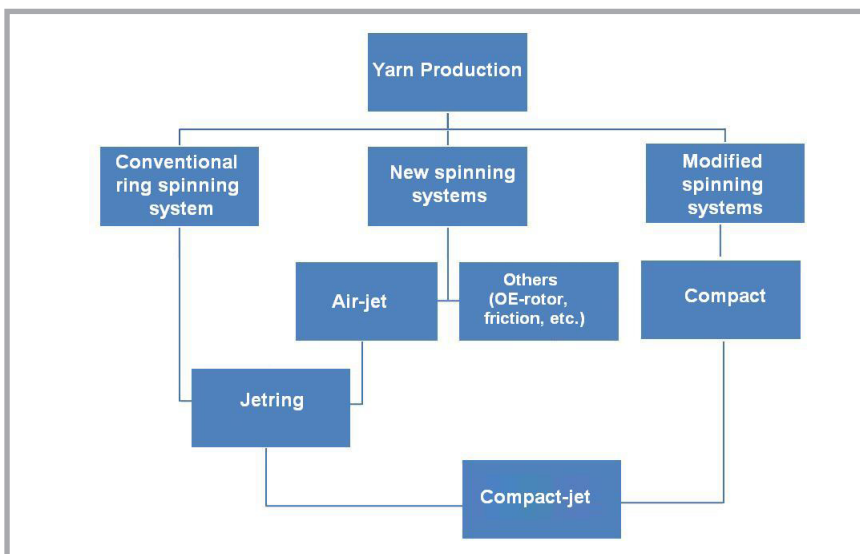 Yarn Production
Conventional
ring spinning
system
New spinning
systems
Modified
spinning
systems
Air-jet
Others
(OE-rotor,
friction, etc.)
Compact
Jetring
Compact-jet